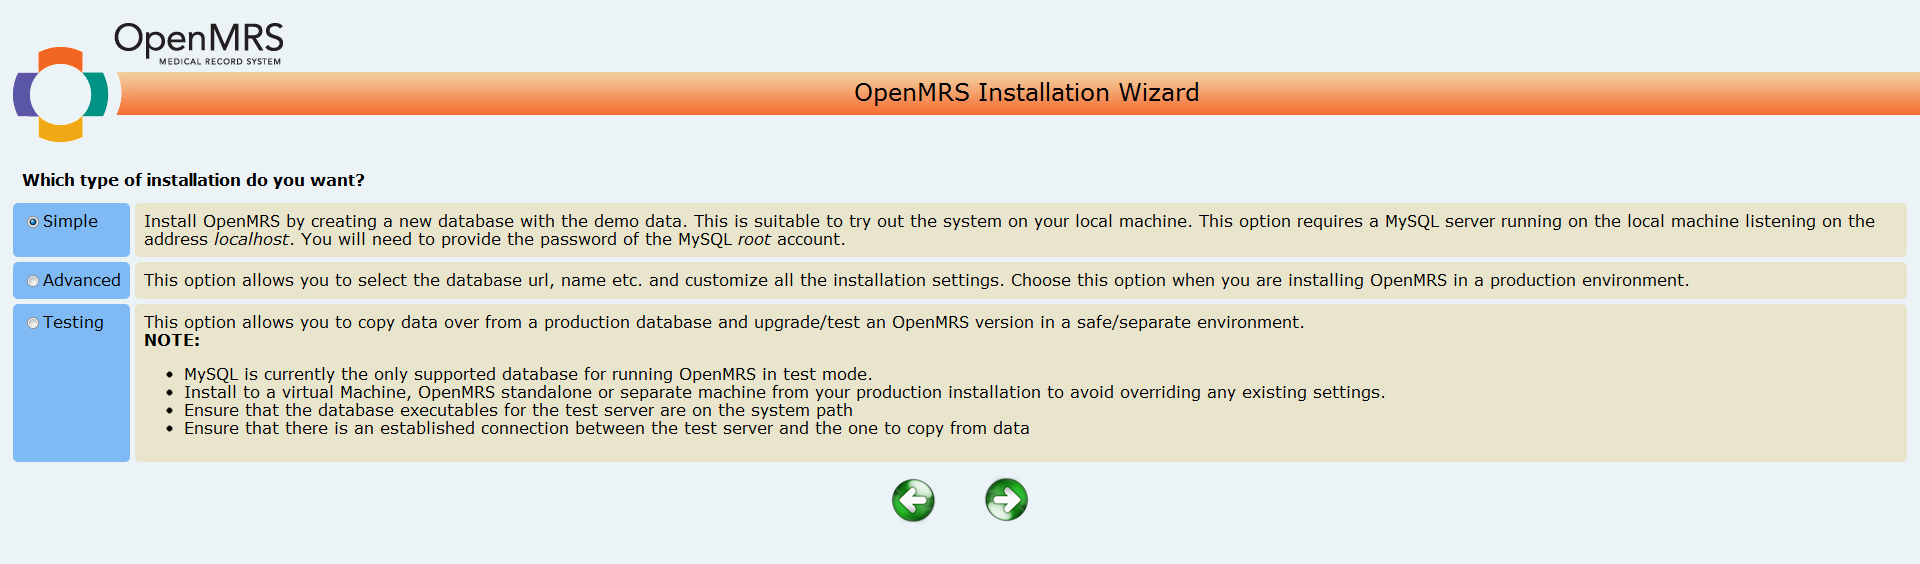 OpenMRS
MEDICAL RECORD SYSTEM
OpenMRS Installation Wizard
Which type of installation do you want?
Simple
Install OpenMRS by creating a new database with the demo data. This is suitable to try out the system on your local machine. This option requires a MySQL server running on the local machine listening on the
address localhost. You will need to provide the password of the MySQL root account.
Advanced
This option allows you to select the database url, name etc. and customize all the installation settings. Choose this option when you are installing OpenMRS in a production environment.
Testing
This option allows you to copy data over from a production database and upgrade/test an OpenMRS version in a safe/separate environment.
NOTE:
• MySQL is currently the only supported database for running OpenMRS in test mode.
• Install to a virtual Machine, OpenMRS standalone or separate machine from your production installation to avoid overriding any existing settings.
• Ensure that the database executables for the test server are on the system path
• Ensure that there is an established connection between the test server and the one to copy from data